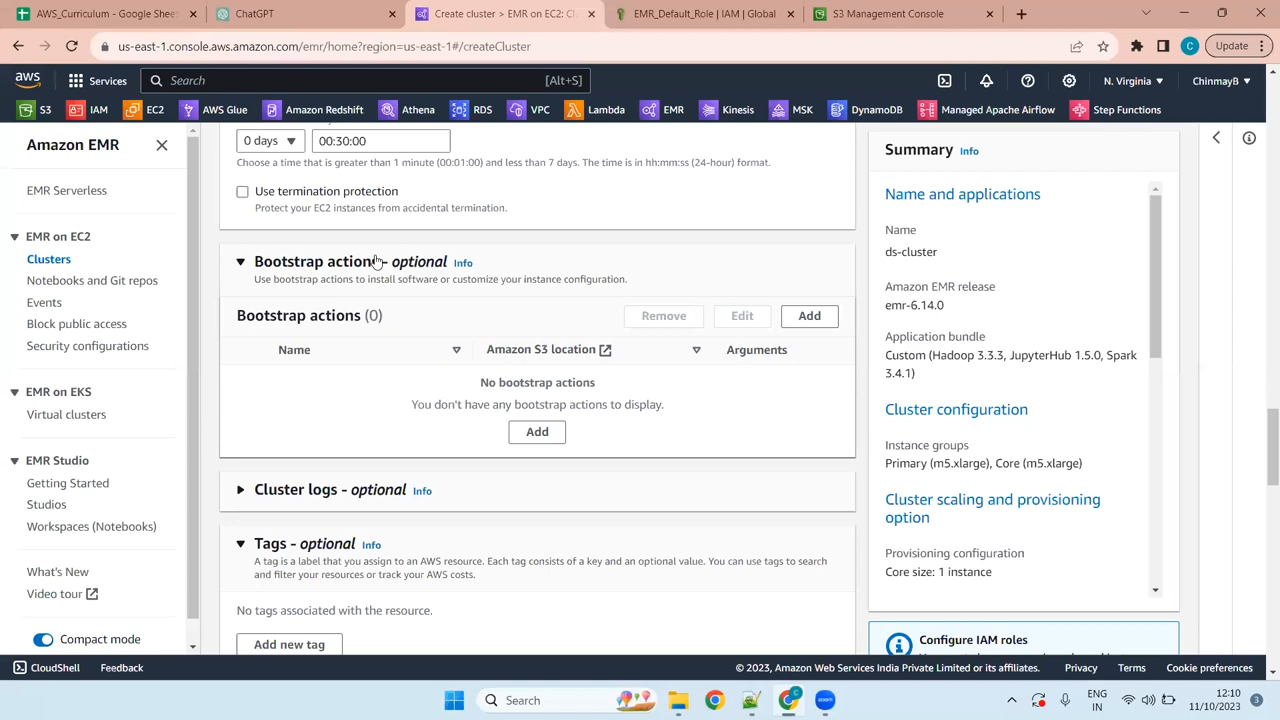 AWS_Curriculum - Google Sheet
ChatGPT
Create cluster > EMR on EC2: Cl
EMR_Default_Role | IAM | Global
S3 Management Console
us-east-1.console.aws.amazon.com/emr/home?region=us-east-1#/createCluster
C
Update
aws
Services
Search
[Alt+S]
N. Virginia
ChinmayB
S3
IAM
EC2
AWS Glue
Amazon Redshift
Athena
RDS
VPC
Lambda
EMR
Kinesis
MSK
DynamoDB
Managed Apache Airflow
Step Functions
Amazon EMR
EMR Serverless
EMR on EC2
Clusters
Notebooks and Git repos
Events
Block public access
Security configurations
EMR on EKS
Virtual clusters
EMR Studio
Getting Started
Studios
Workspaces (Notebooks)
What's New
Video tour
Compact mode
0 days
00:30:00
Choose a time that is greater than 1 minute (00:01:00) and less than 7 days. The time is in hh:mm:ss (24-hour) format.
Use termination protection
Protect your EC2 instances from accidental termination.
Bootstrap actions - optional Info
Use bootstrap actions to install software or customize your instance configuration.
Bootstrap actions (0)
Remove
Edit
Add
Name
Amazon S3 location
Arguments
No bootstrap actions
You don't have any bootstrap actions to display.
Add
Cluster logs - optional Info
Tags - optional Info
A tag is a label that you assign to an AWS resource. Each tag consists of a key and an optional value. You can use tags to search
and filter your resources or track your AWS costs.
No tags associated with the resource.
Add new tag
Summary Info
Name and applications
Name
ds-cluster
Amazon EMR release
emr-6.14.0
Application bundle
Custom (Hadoop 3.3.3, JupyterHub 1.5.0, Spark
3.4.1)
Cluster configuration
Instance groups
Primary (m5.xlarge), Core (m5.xlarge)
Cluster scaling and provisioning
option
Provisioning configuration
Core size: 1 instance
Configure IAM roles
CloudShell
Feedback
© 2023, Amazon Web Services India Private Limited or its affiliates.
Privacy
Terms
Cookie preferences
Search
ENG
IN
12:10
11/10/2023
3